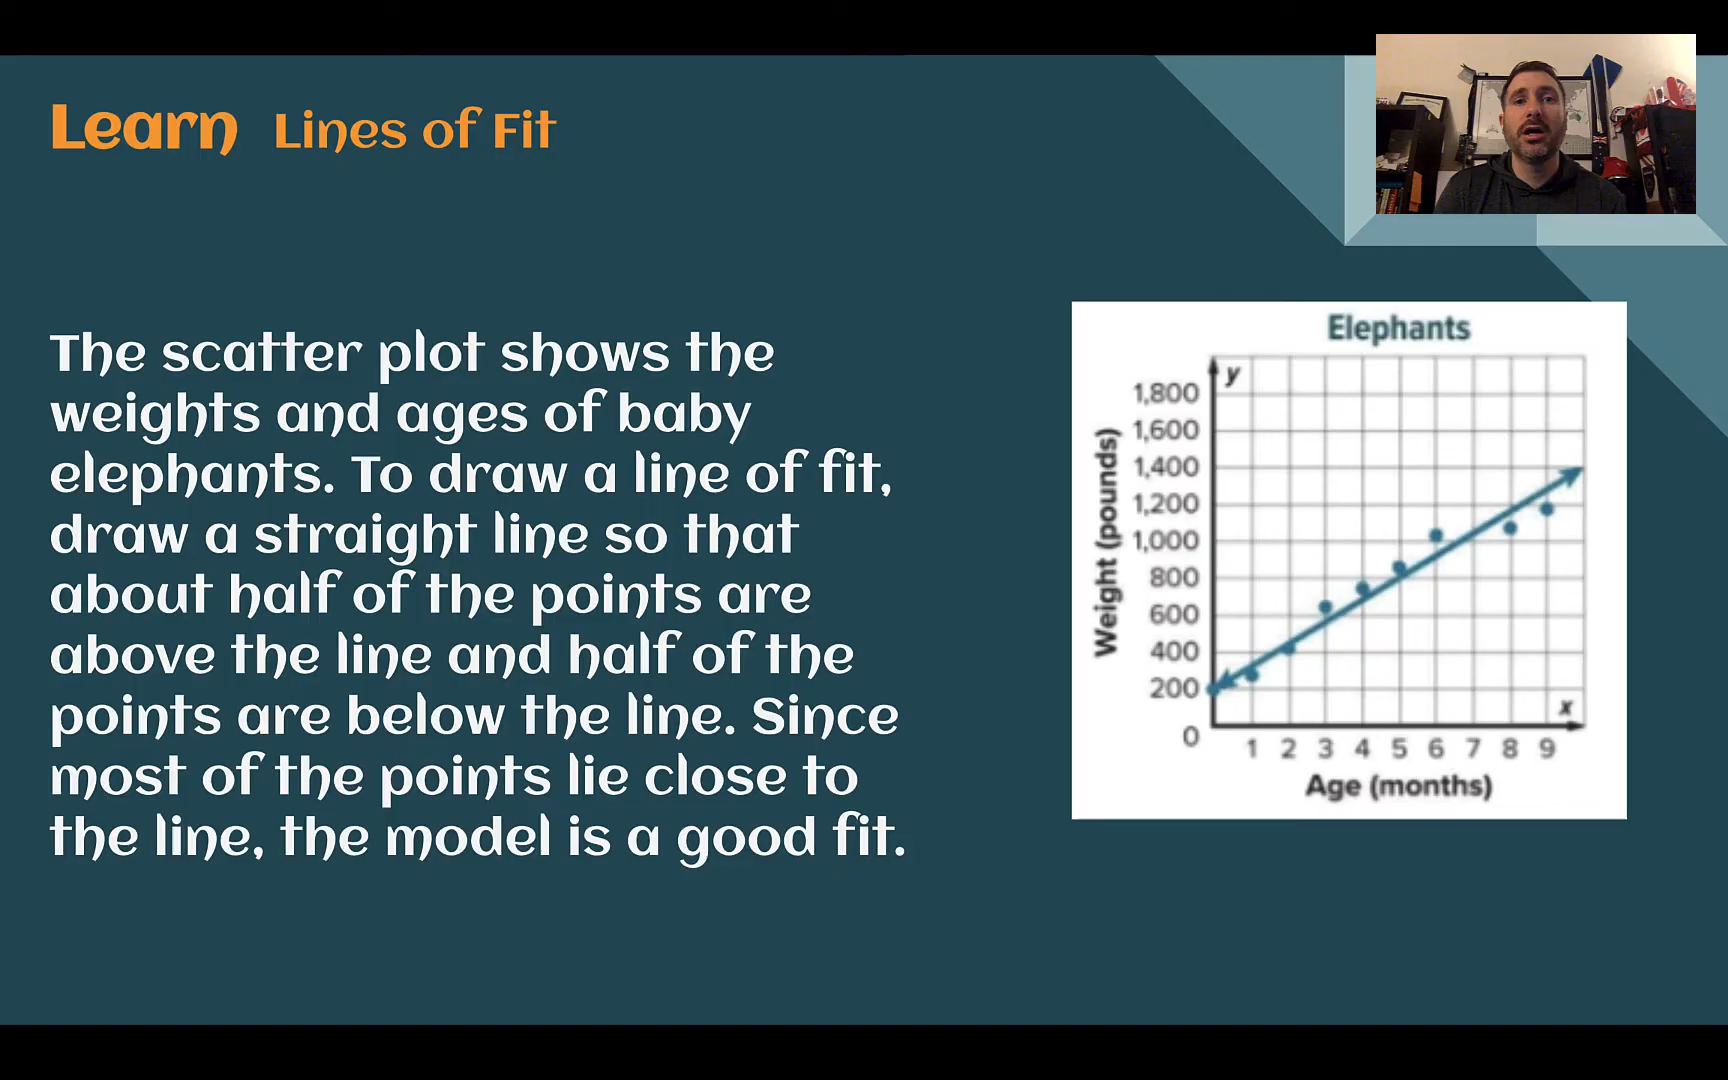 Learn Lines of Fit
The scatter plot shows the
weights and ages of baby
elephants. To draw a line of fit,
draw a straight line so that
about half of the points are
above the line and half of the
points are below the line. Since
most of the points lie close to
the line, the model is a good fit.
Elephants
y
1,800
1,600
1,400
1,200
1,000
800
600
400
200
0
Weight (pounds)
x
1 2 3 4 5 6 7 8 9
Age (months)